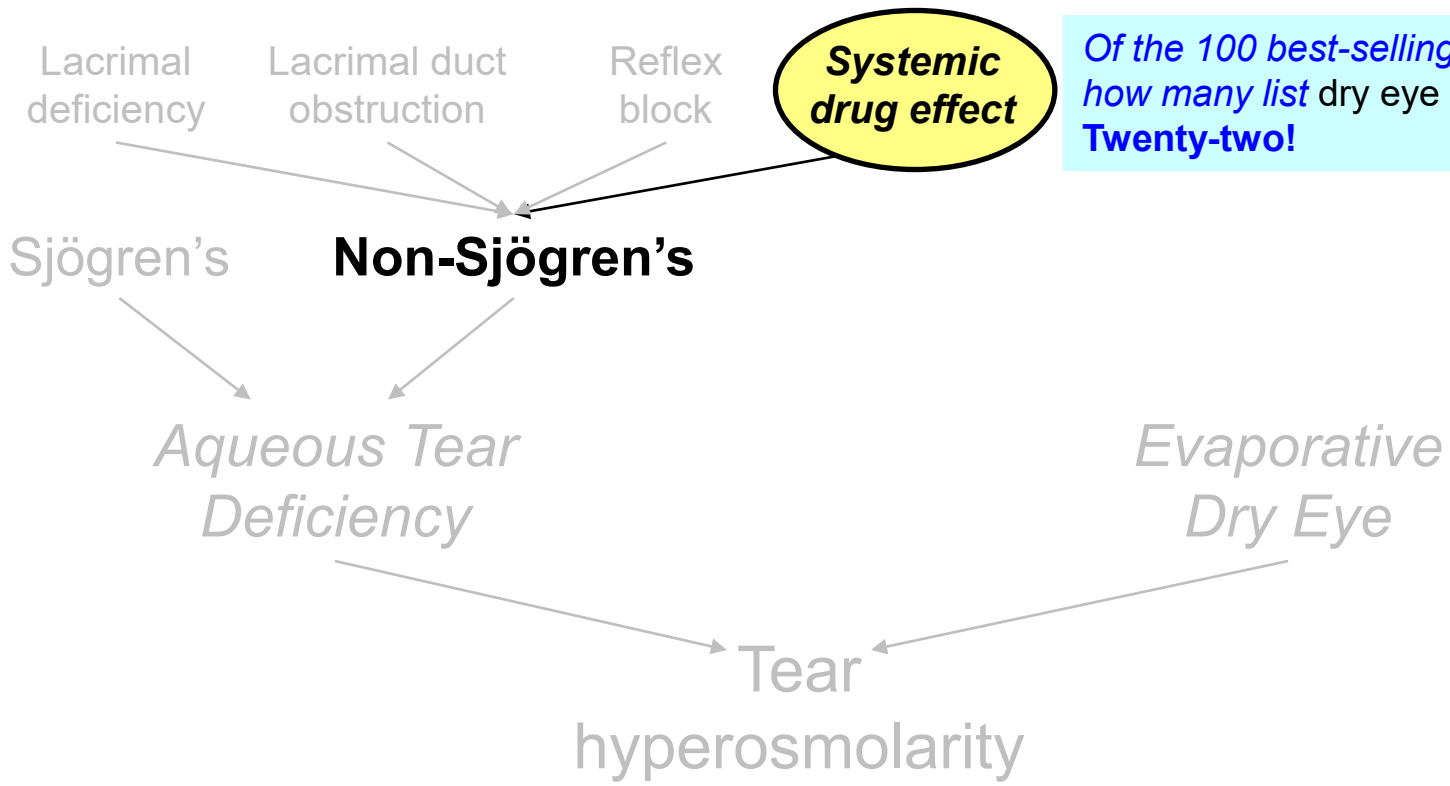 Lacrimal
deficiency
Lacrimal duct
obstruction
Reflex
block
Systemic
drug effect
Of the 100 best-selling
how many list dry eye
Twenty-two!
Sjögren's
Non-Sjögren's
Aqueous Tear
Deficiency
Evaporative
Dry Eye
Tear
hyperosmolarity